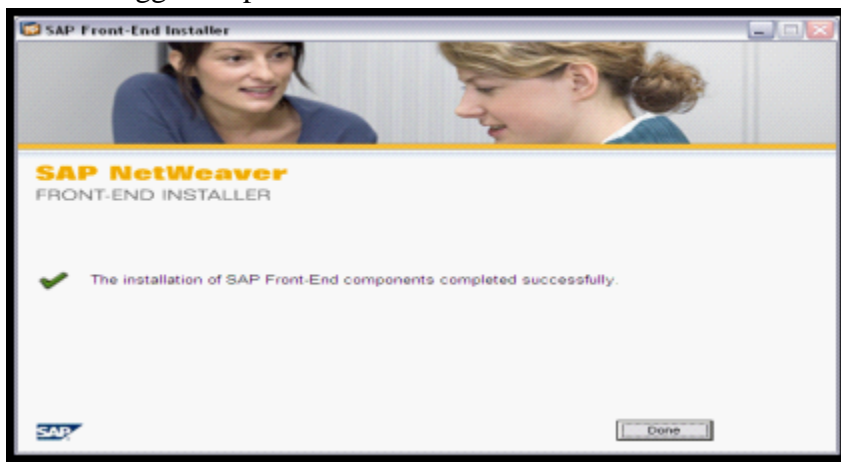 SAP Front-End Installer
SAP NetWeaver
FRONT-END INSTALLER
The installation of SAP Front-End components completed successfully.
SAP
Done